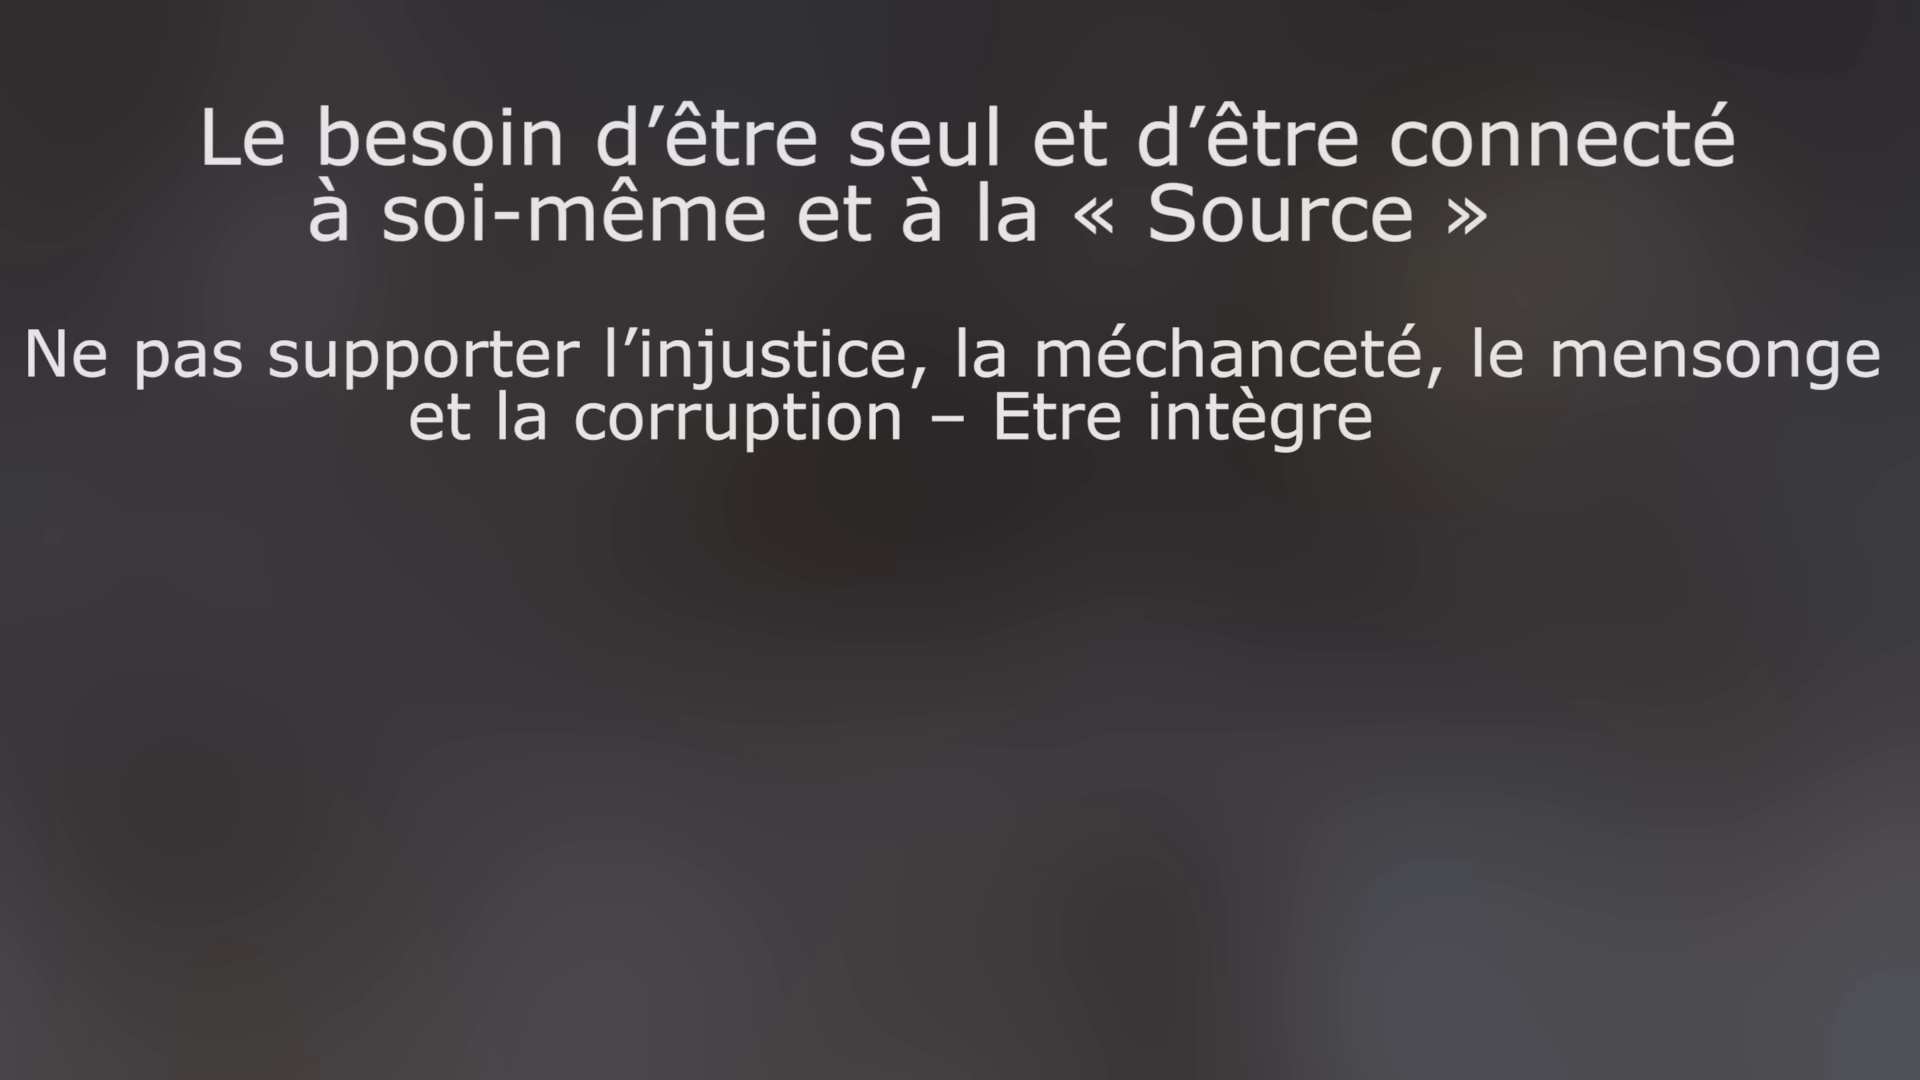 Le besoin d’être seul et d’être connecté
à soi-même et à la « Source »
Ne pas supporter l’injustice, la méchanceté, le mensonge
et la corruption – Etre intègre